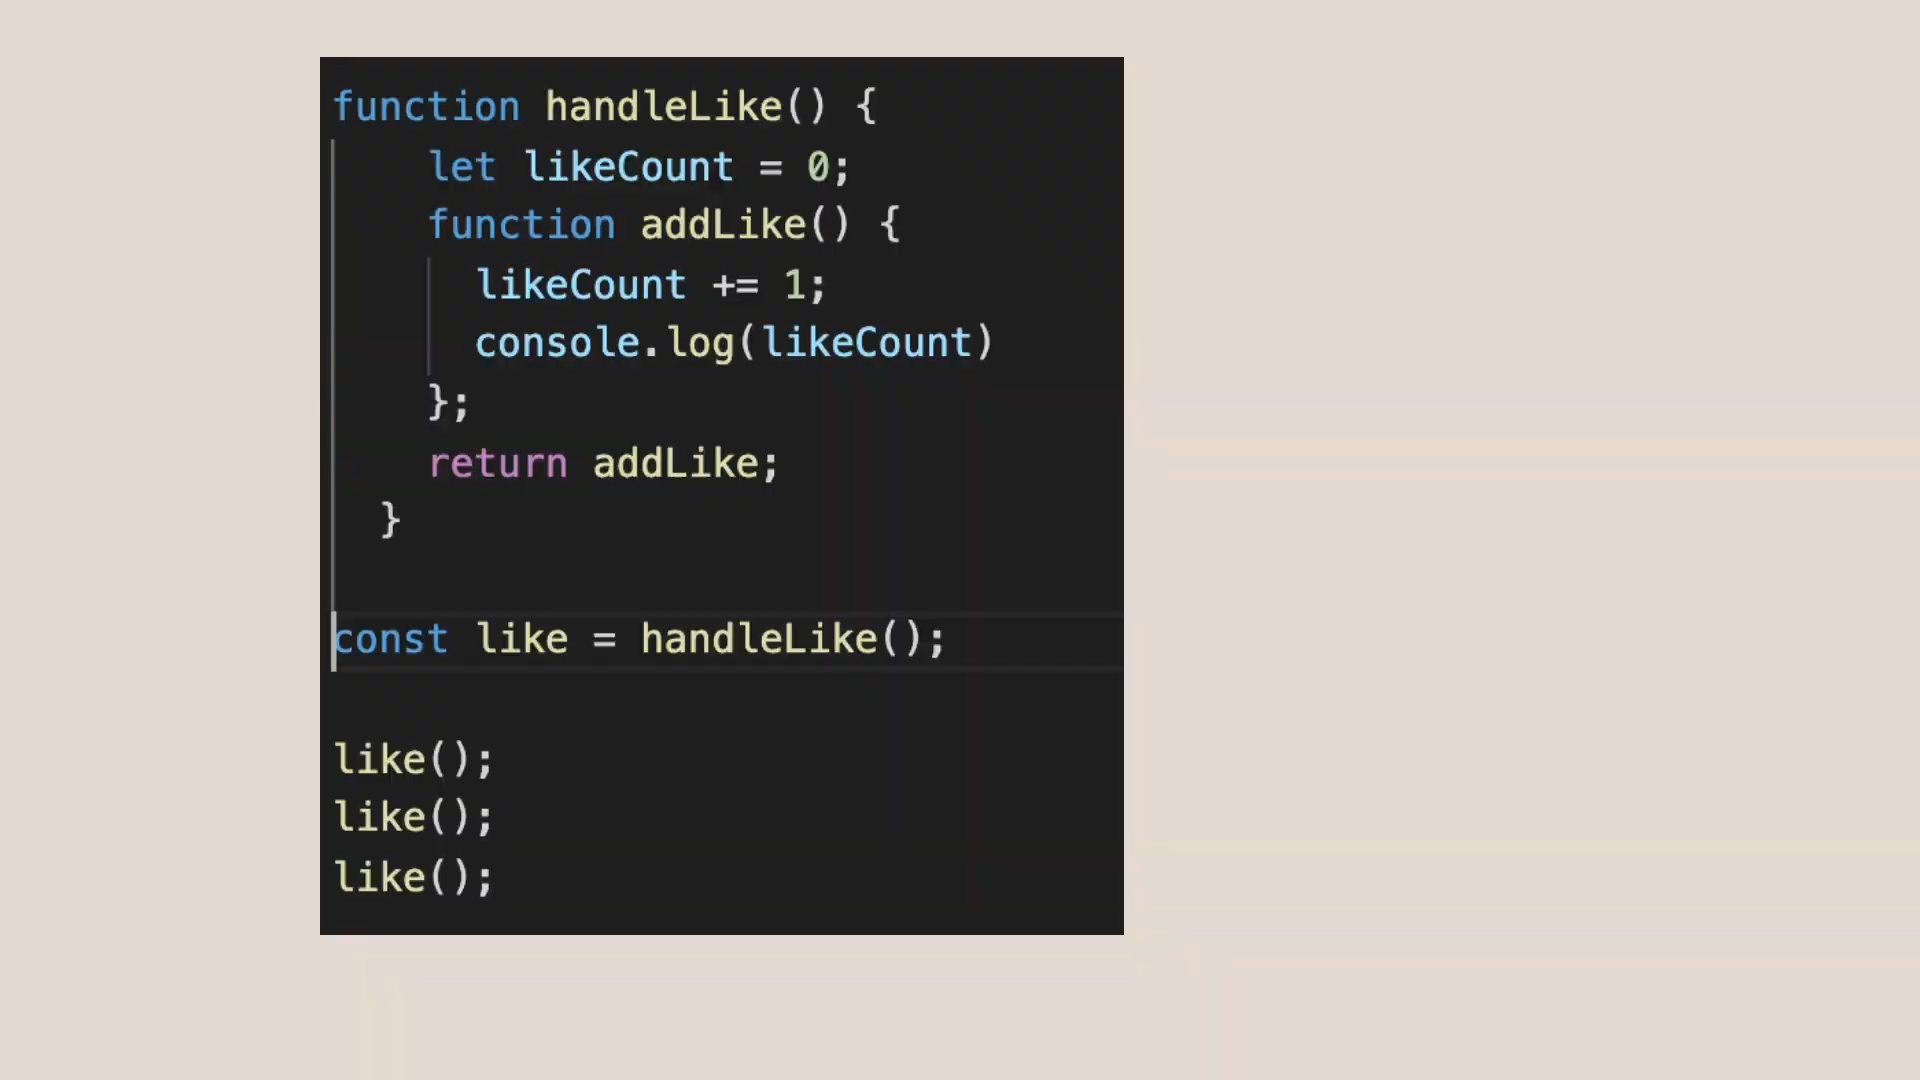 function handleLike() {
let likeCount = 0;
function addLike() {
likeCount += 1;
console.log(likeCount)
};
return addLike;
}
const like = handleLike();
like();
like();
like();